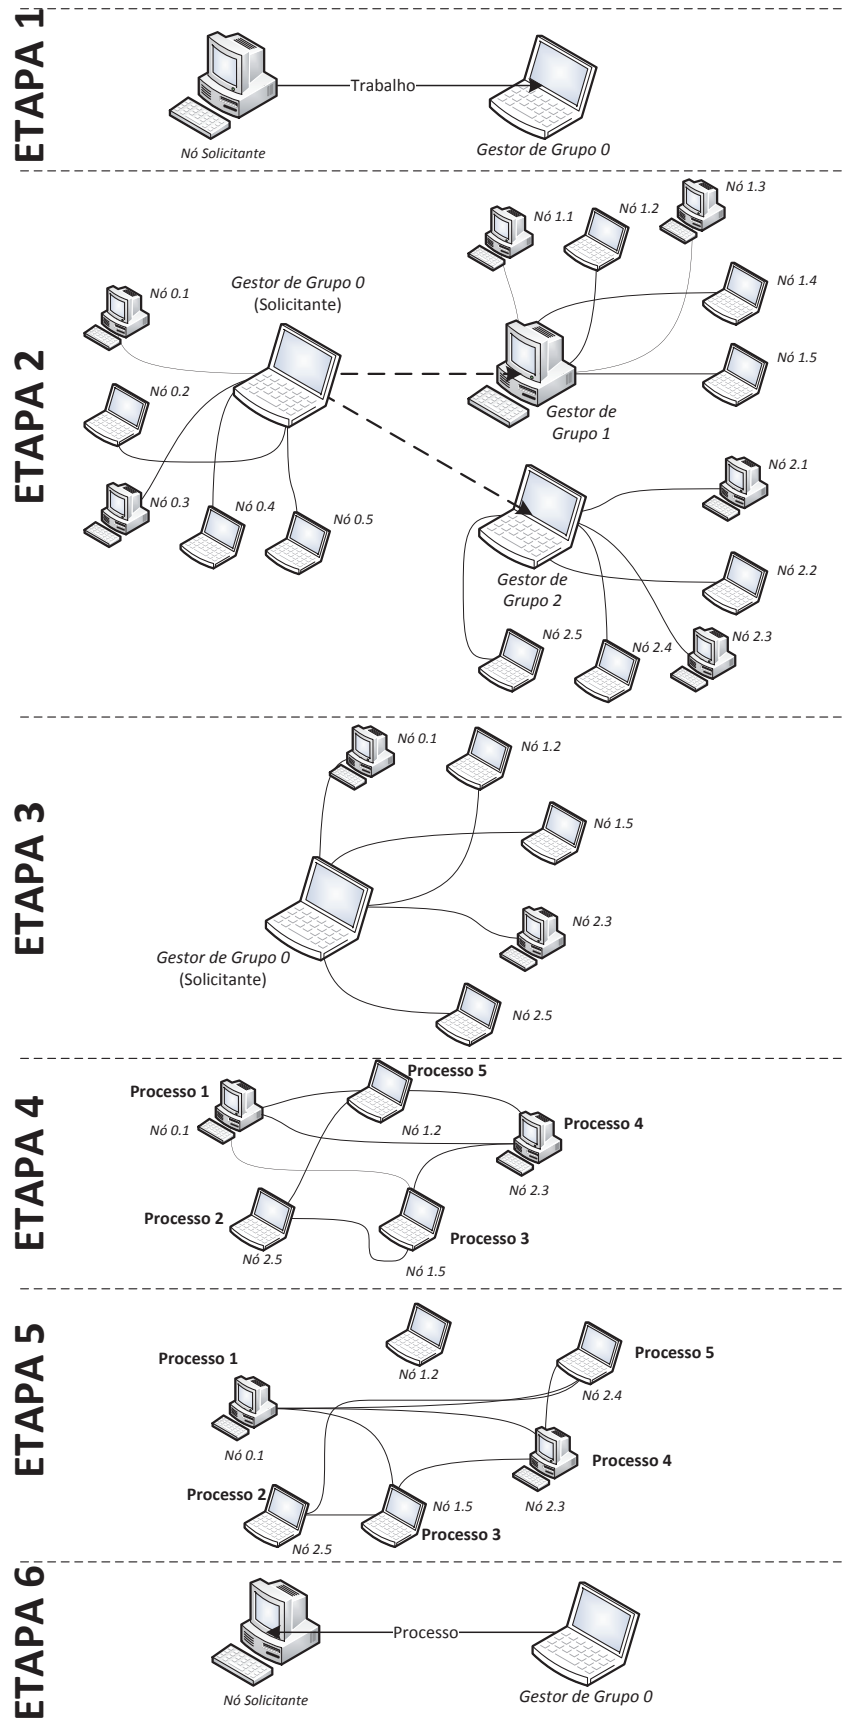 ETAPA 1
Trabalho
Nó Solicitante
Gestor de Grupo 0
ETAPA 2
Nó 1.1
Nó 1.2
Nó 1.3
Gestor de Grupo 0
(Solicitante)
Nó 0.1
Nó 1.4
Nó 0.2
Nó 1.5
Gestor de
Grupo 1
Nó 0.3
Nó 0.4
Nó 0.5
Nó 2.1
Gestor de
Grupo 2
Nó 2.2
Nó 2.5
Nó 2.4
Nó 2.3
ETAPA 3
Nó 0.1
Nó 1.2
Nó 1.5
Nó 2.3
Gestor de Grupo 0
(Solicitante)
Nó 2.5
ETAPA 4
Processo 5
Processo 1
Nó 0.1
Nó 1.2
Processo 4
Nó 2.3
Processo 2
Nó 2.5
Processo 3
Nó 1.5
ETAPA 5
Processo 1
Nó 1.2
Processo 5
Nó 2.4
Nó 0.1
Processo 4
Nó 2.3
Processo 2
Nó 1.5
Processo 3
Nó 2.5
ETAPA 6
Processo
Nó Solicitante
Gestor de Grupo 0